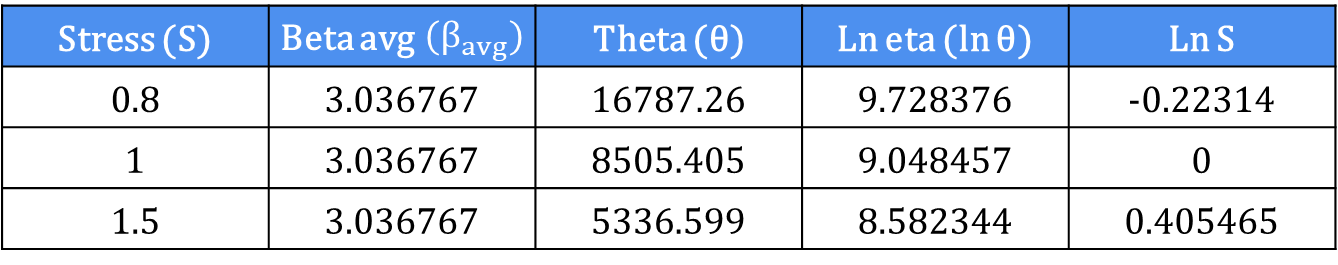 Stress (S) Beta avg (βavg) Theta (θ) Ln eta (ln θ) Ln S
0.8 3.036767 16787.26 9.728376 -0.22314
1 3.036767 8505.405 9.048457 0
1.5 3.036767 5336.599 8.582344 0.405465